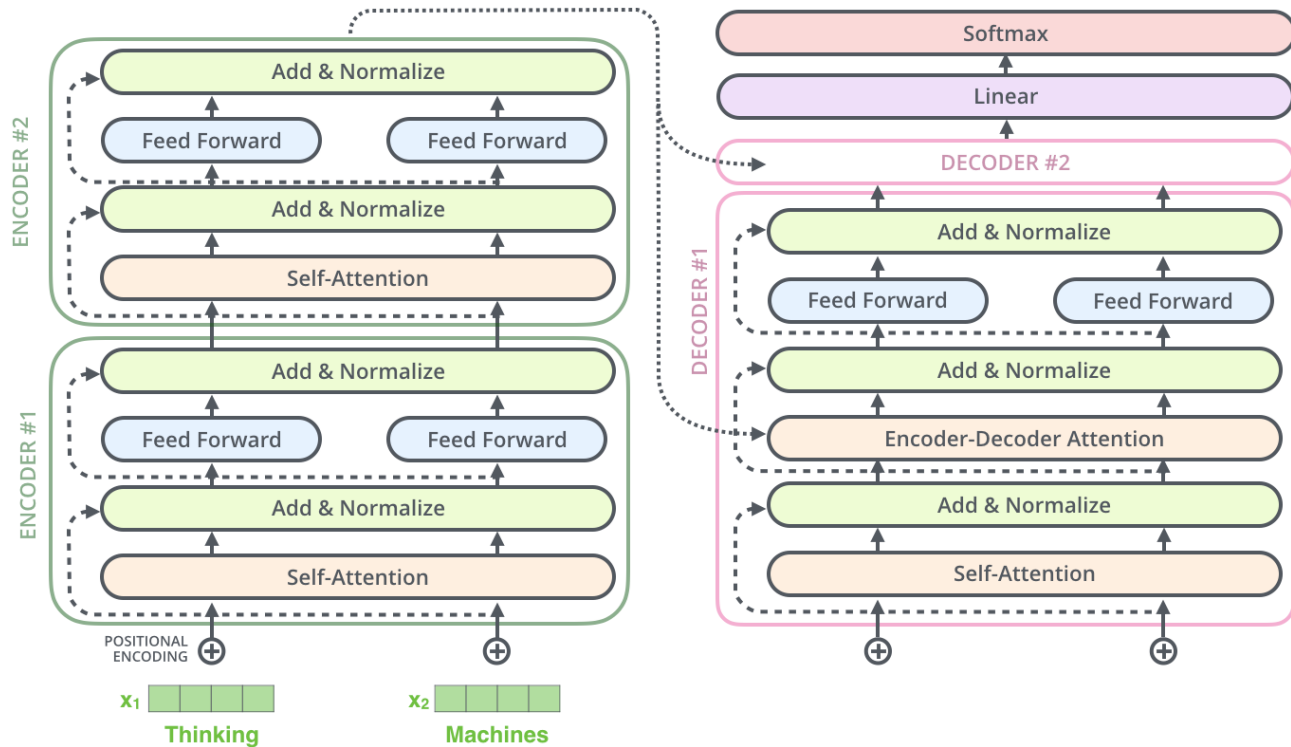 ENCODER #2
Add & Normalize
Feed Forward
Feed Forward
Add & Normalize
Self-Attention
ENCODER #1
Add & Normalize
Feed Forward
Feed Forward
Add & Normalize
Self-Attention
POSITIONAL
ENCODING
x₁
x₂
Thinking
Machines
Softmax
Linear
DECODER #2
DECODER #1
Add & Normalize
Feed Forward
Feed Forward
Add & Normalize
Encoder-Decoder Attention
Add & Normalize
Self-Attention